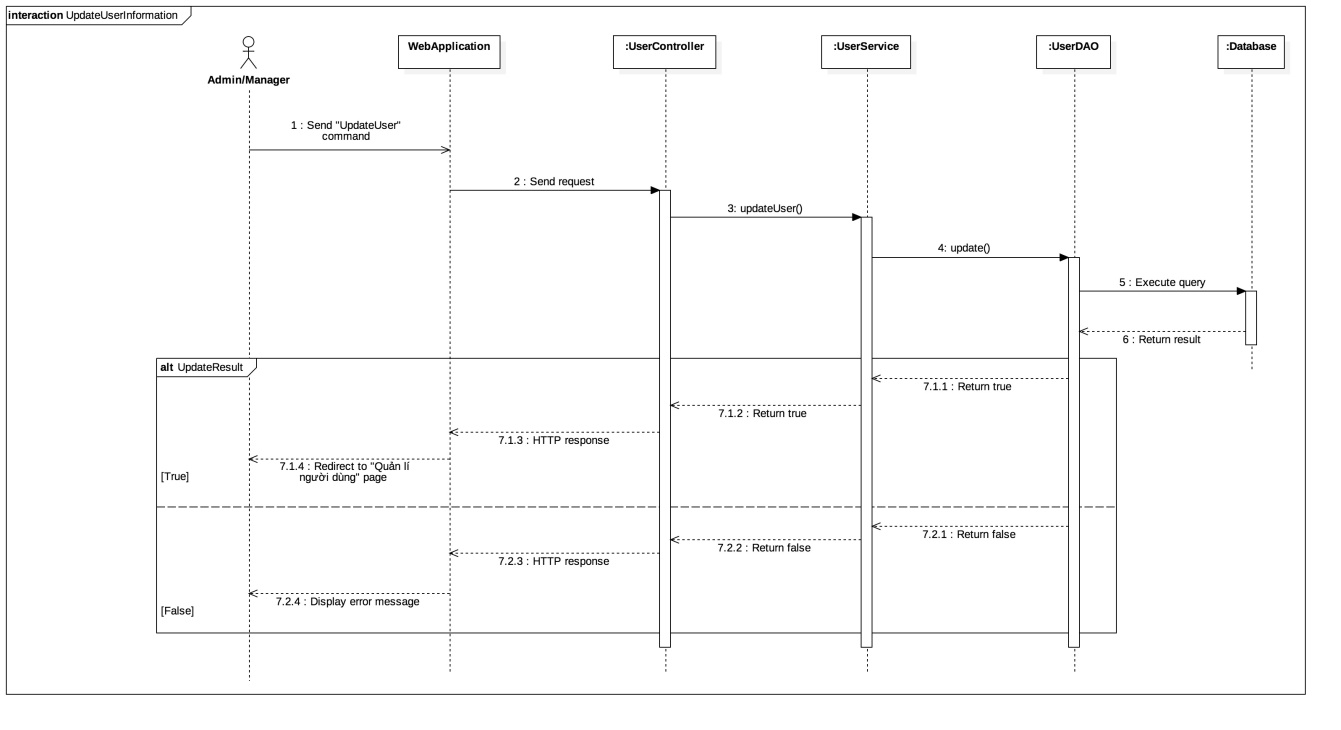 interaction UpdateUserInformation
Admin/Manager
WebApplication
:UserController
:UserService
:UserDAO
:Database
1 : Send "UpdateUser"
command
2 : Send request
3: updateUser()
4: update()
5 : Execute query
6 : Return result
alt UpdateResult
7.1.1 : Return true
7.1.2 : Return true
7.1.3 : HTTP response
7.1.4 : Redirect to "Quản lí
người dùng" page
[True]
7.2.1 : Return false
7.2.2 : Return false
7.2.3 : HTTP response
7.2.4 : Display error message
[False]